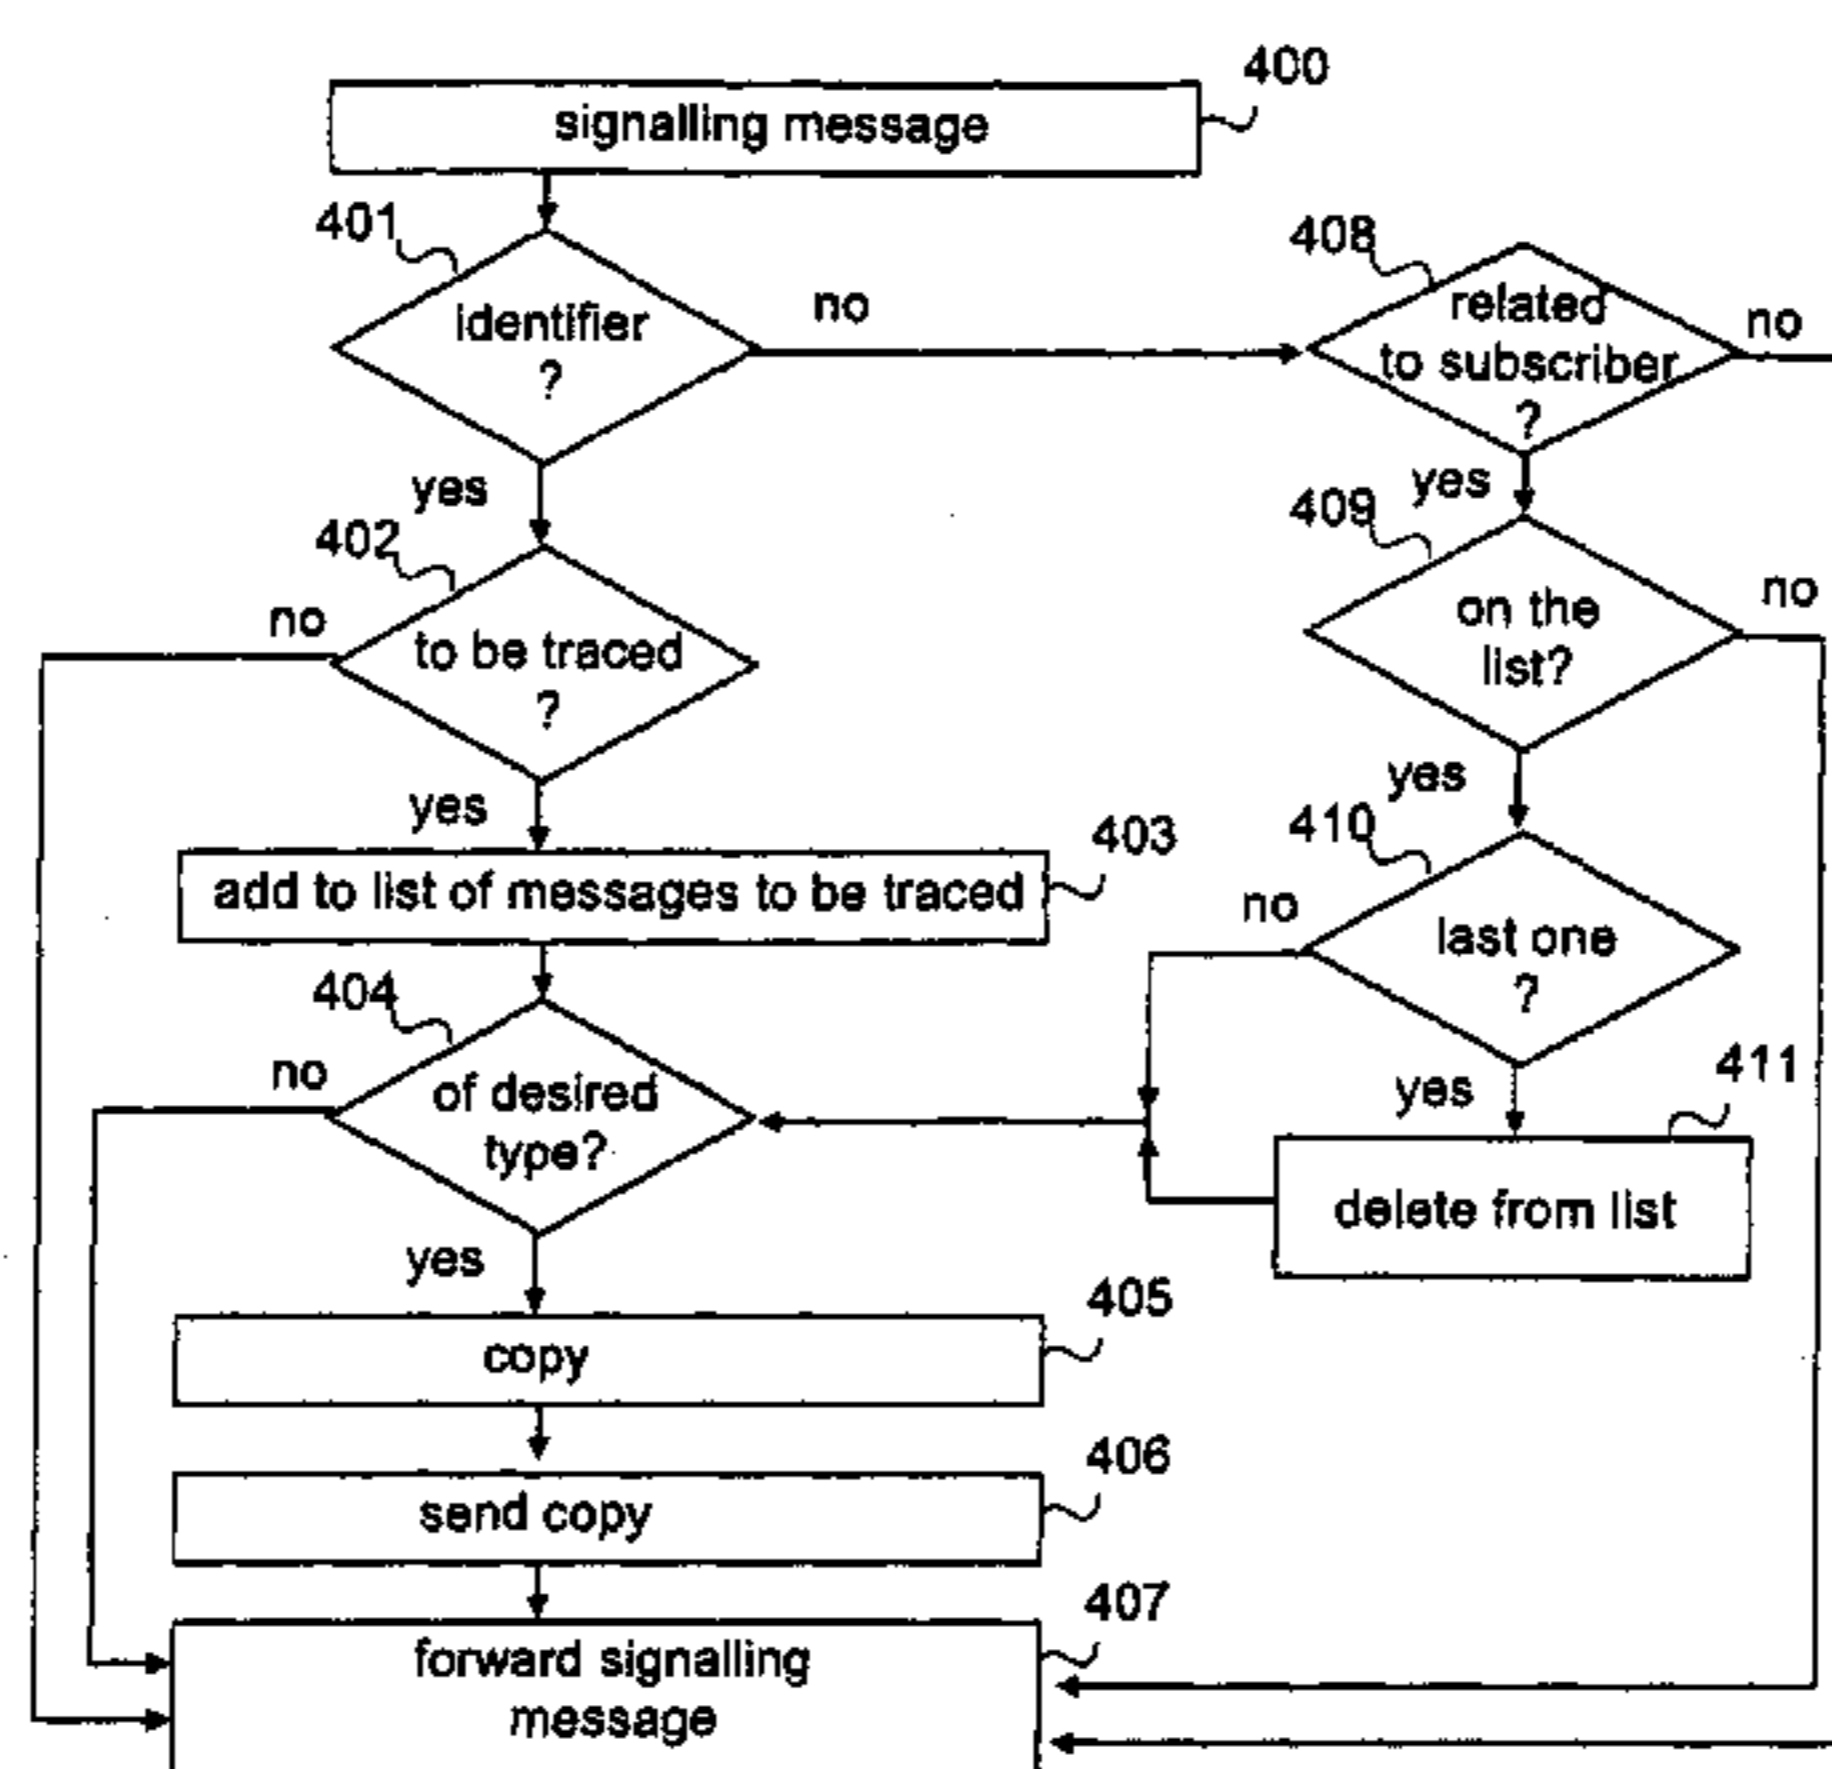 400
signalling message
401
identifier
?
no
408
related
to subscriber
?
no
yes
yes
402
no
to be traced
?
409
on the
list?
no
yes
yes
403
add to list of messages to be traced
410
no
last one
?
404
no
of desired
type?
yes
411
delete from list
yes
405
copy
406
send copy
407
forward signalling
message